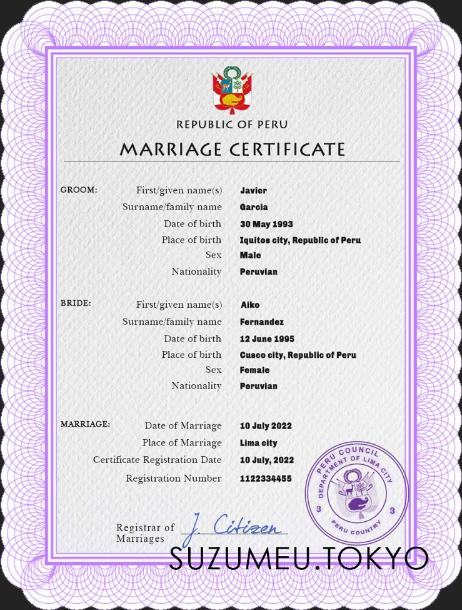 REPUBLIC OF PERU
MARRIAGE CERTIFICATE
GROOM: First/given name(s) Javier
Surname/family name Garcia
Date of birth 30 May 1993
Place of birth Iquitos city, Republic of Peru
Sex Male
Nationality Peruvian
BRIDE: First/given name(s) Aiko
Surname/family name Fernandez
Date of birth 12 June 1995
Place of birth Cusco city, Republic of Peru
Sex Female
Nationality Peruvian
MARRIAGE: Date of Marriage 10 July 2022
Place of Marriage Lima city
Certificate Registration Date 10 July, 2022
Registration Number 1122334455
PERU COUNCIL
DEPARTMENT OF LIMA CITY
3 3
PERU COUNTRY
Registrar of Marriages J. Citizen
SUZUMEU.TOKYO